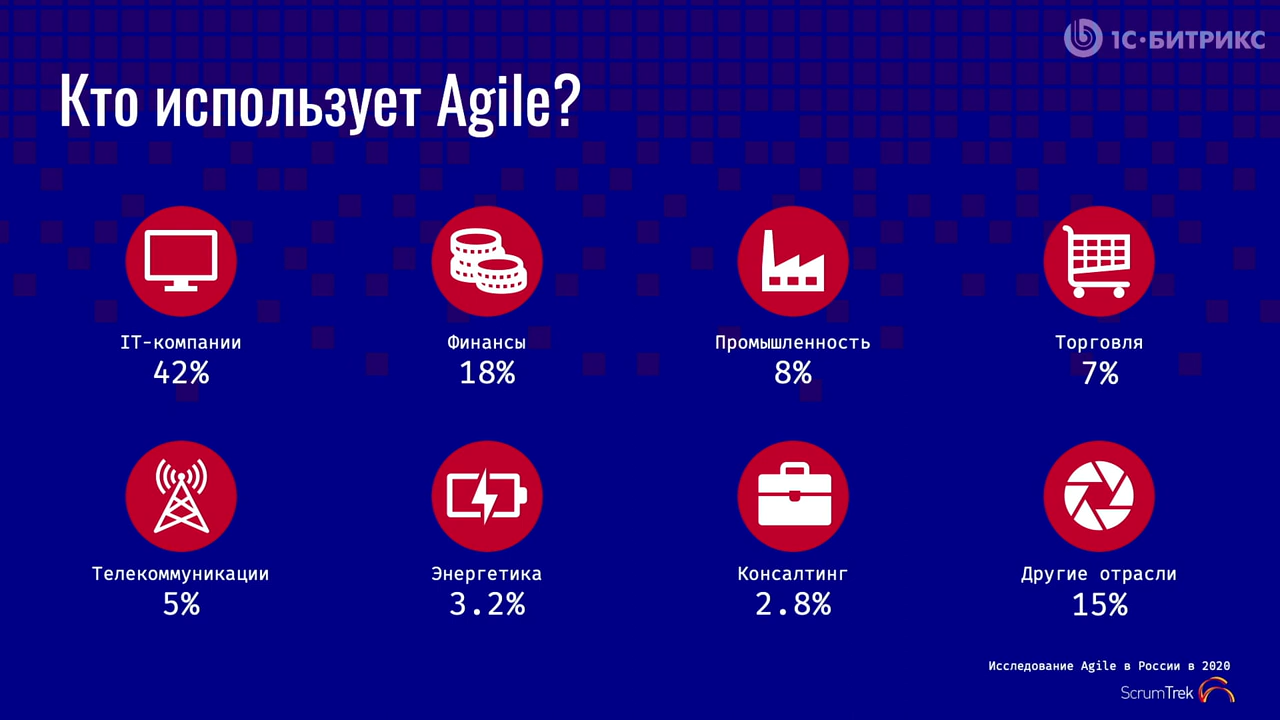 1С·БИТРИКС
Кто использует Agile?
IT-компании
42%
Финансы
18%
Промышленность
8%
Торговля
7%
Телекоммуникации
5%
Энергетика
3.2%
Консалтинг
2.8%
Другие отрасли
15%
Исследование Agile в России в 2020
ScrumTrek